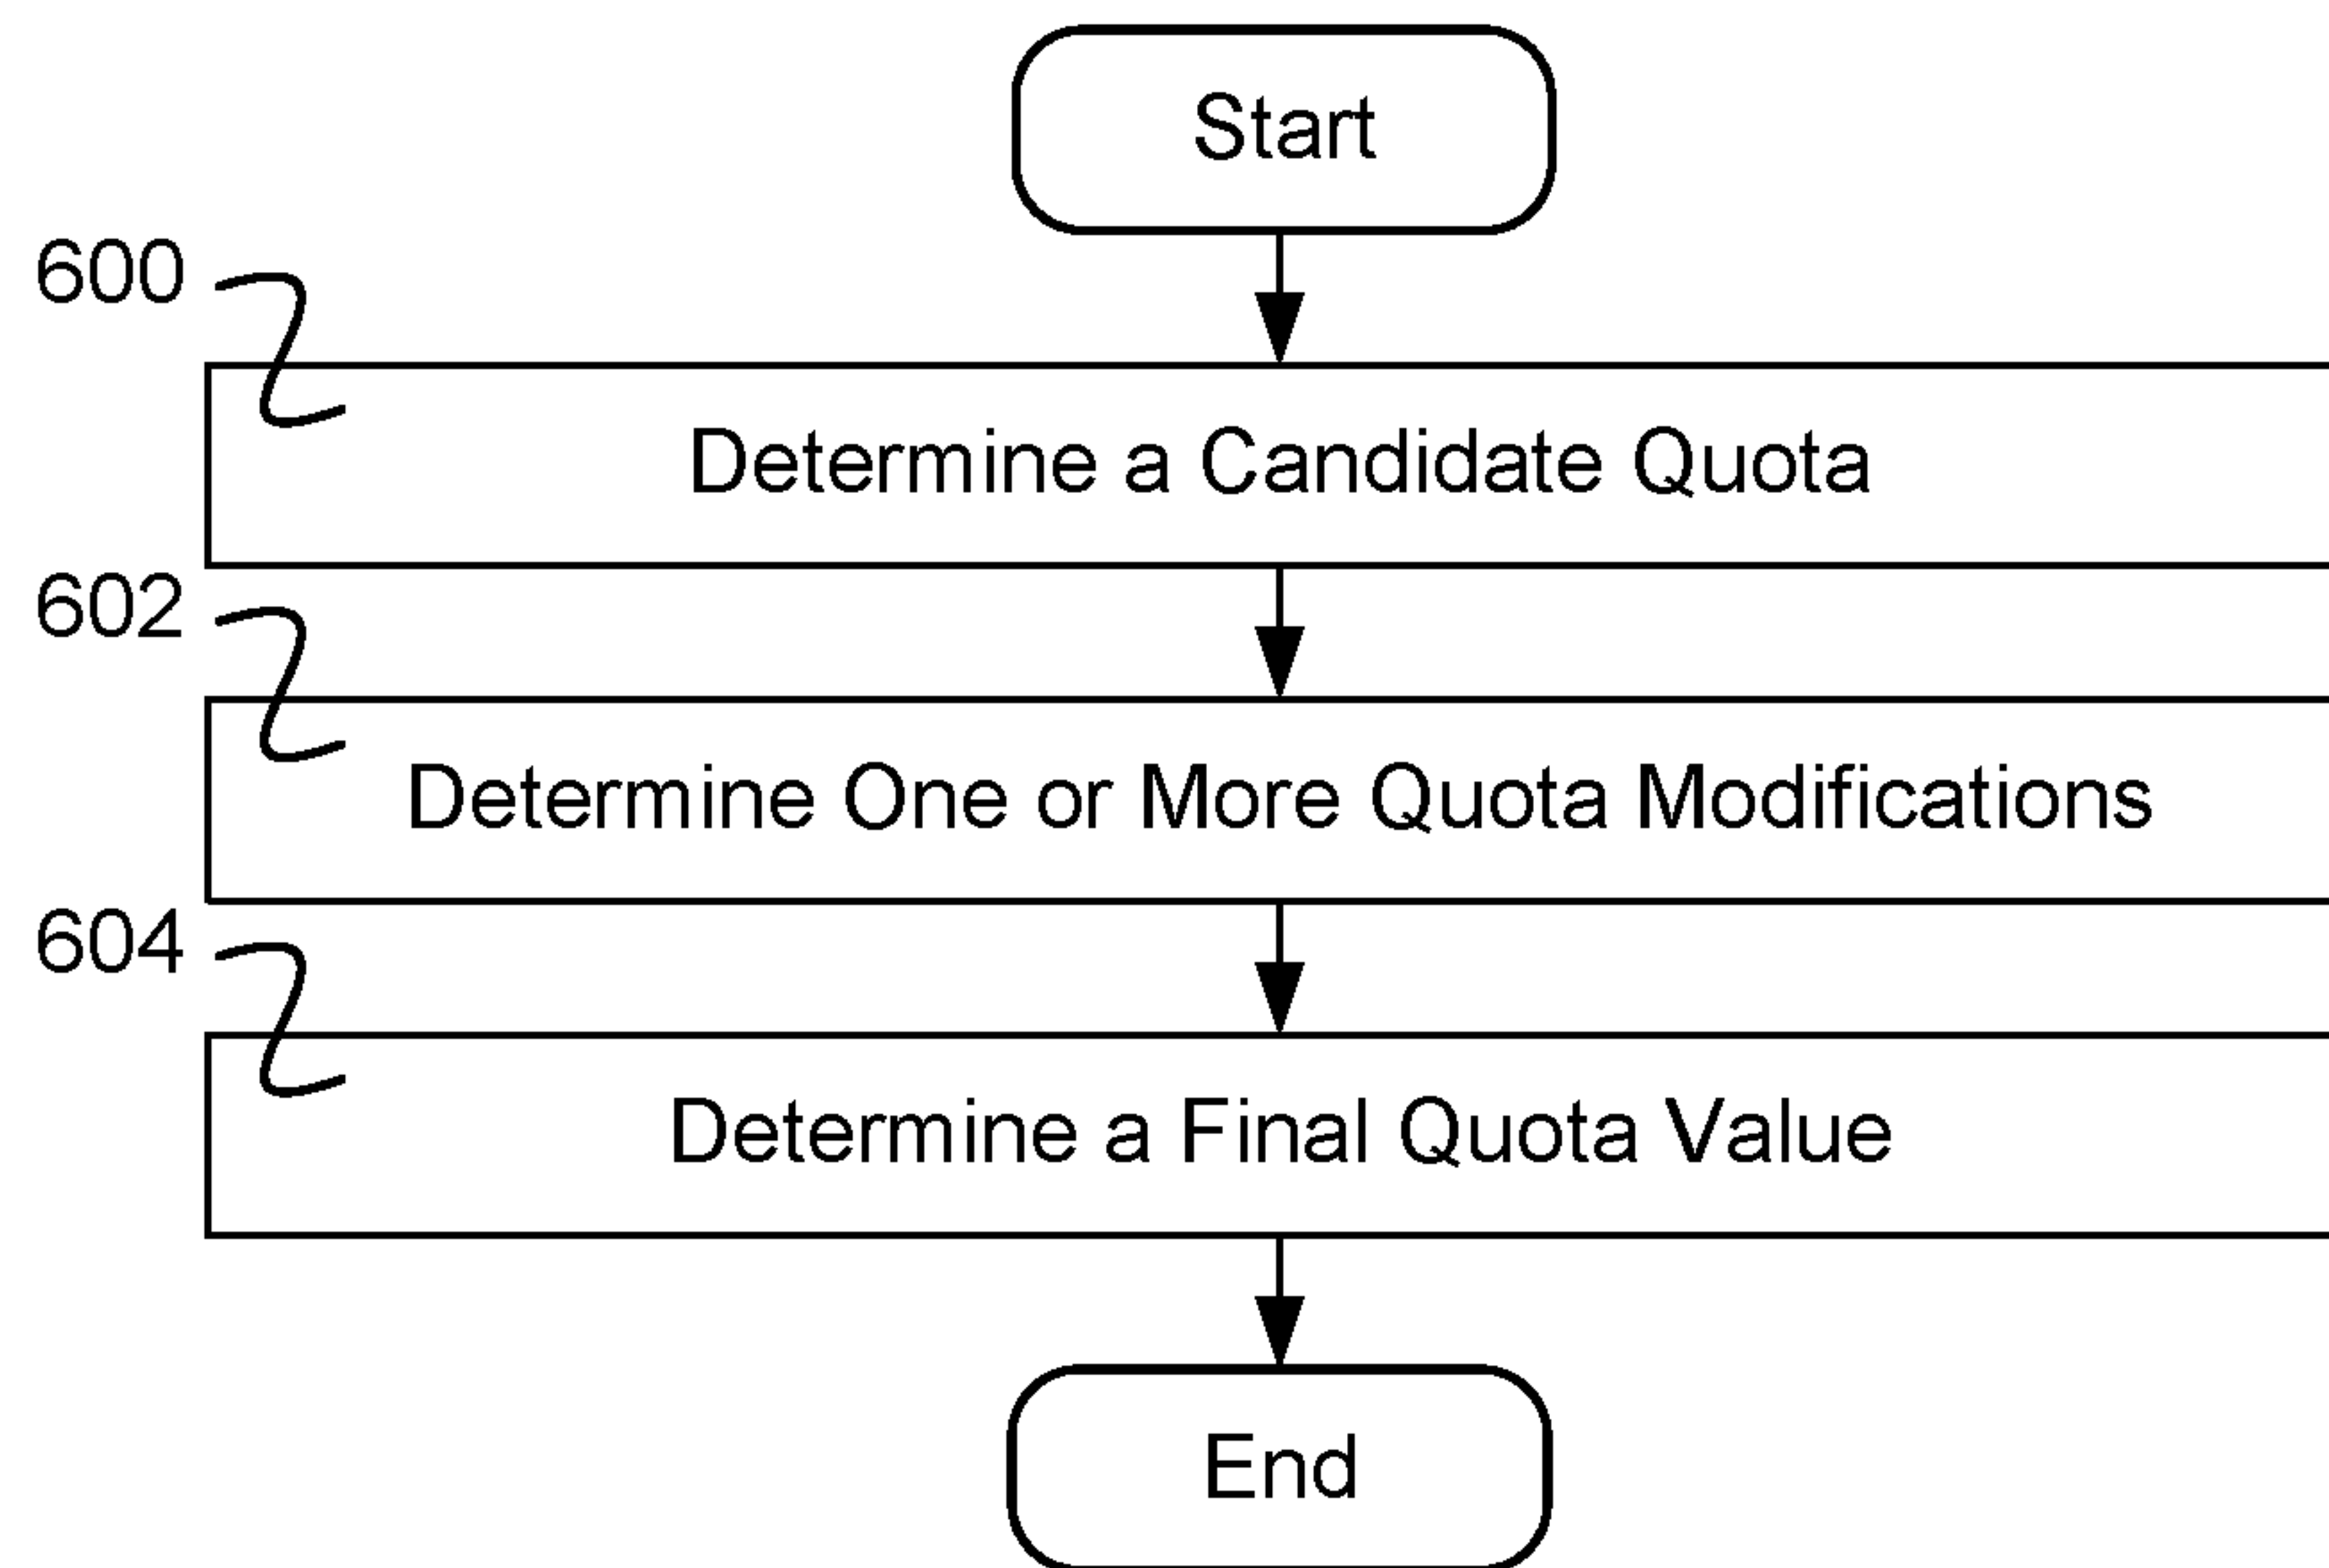 Start
600
Determine a Candidate Quota
602
Determine One or More Quota Modifications
604
Determine a Final Quota Value
End